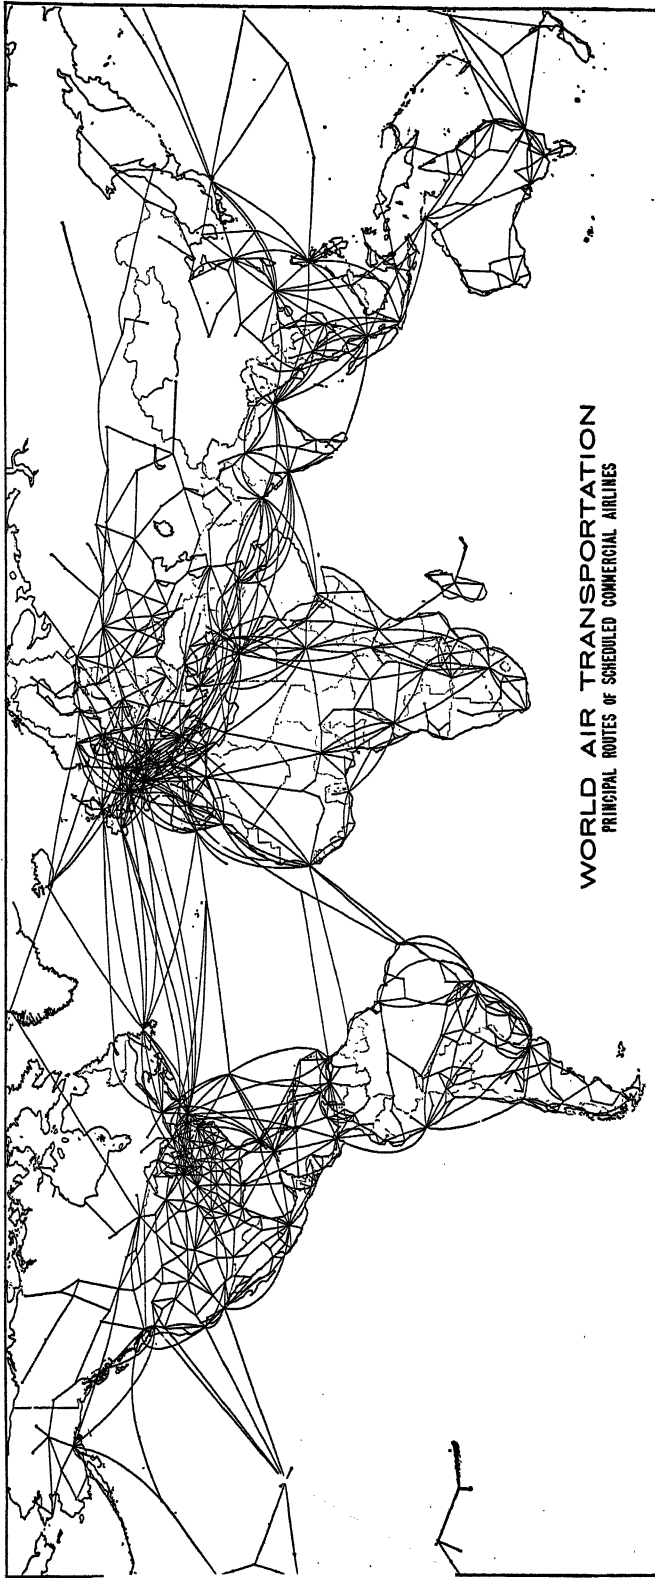 WORLD AIR TRANSPORTATION
PRINCIPAL ROUTES OF SCHEDULED COMMERCIAL AIRLINES